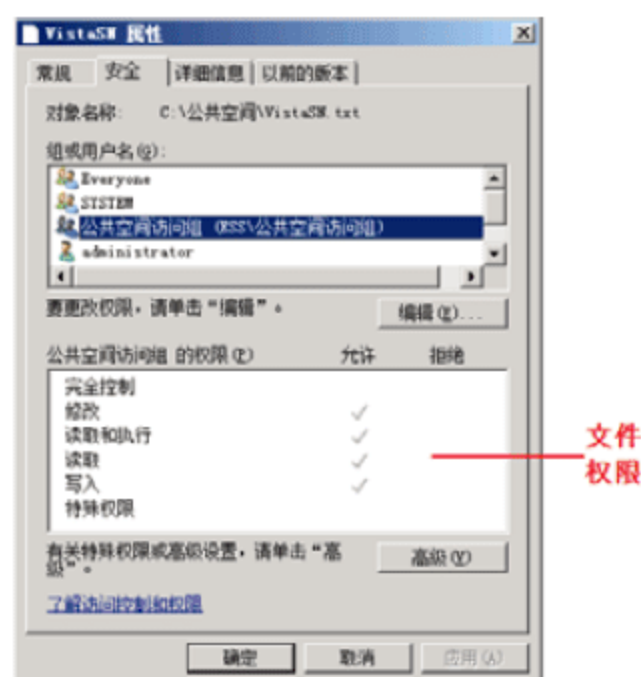 VistaSW 属性
常规 安全 详细信息 以前的版本
对象名称: C:\公共空间\VistaSW.txt
组或用户名(G):
Everyone
SYSTEM
公共空间访问组 (RSS\公共空间访问组)
administrator
要更改权限，请单击“编辑”。
编辑(E)...
公共空间访问组 的权限(P) 允许 拒绝
完全控制
修改
读取和执行
读取
写入
特殊权限
文件
权限
有关特殊权限或高级设置，请单击“高
级”。
高级(V)
了解访问控制和权限
确定 取消 应用(A)